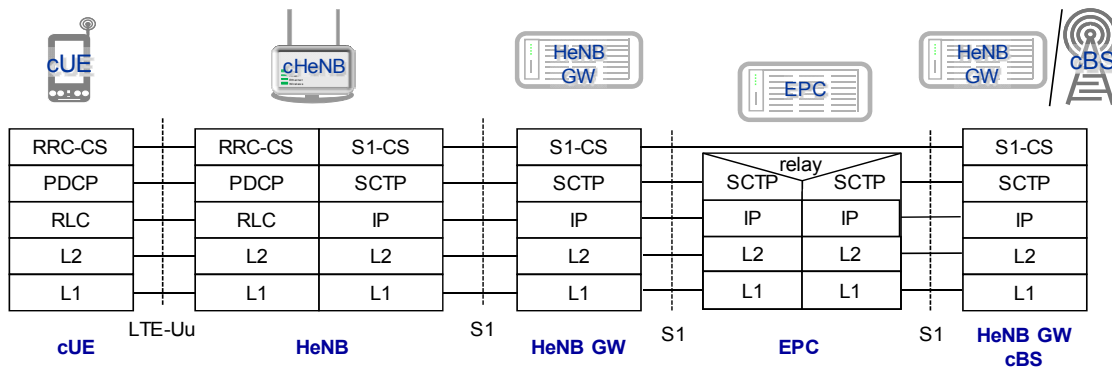 cUE
cHeNB
HeNB
GW
EPC
HeNB
GW
cBS
RRC-CS RRC-CS S1-CS S1-CS S1-CS
relay
PDCP PDCP SCTP SCTP SCTP SCTP SCTP
RLC RLC IP IP IP IP IP
L2 L2 L2 L2 L2 L2 L2
L1 L1 L1 L1 L1 L1 L1
LTE-Uu S1 S1 S1
cUE HeNB HeNB GW EPC HeNB GW
cBS